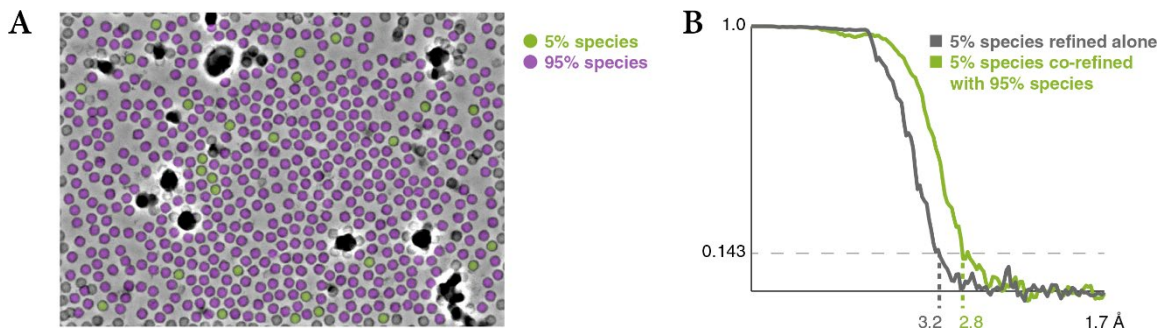 A
5% species
95% species
B
1.0
5% species refined alone
5% species co-refined
with 95% species
0.143
3.2
2.8
1.7 Å